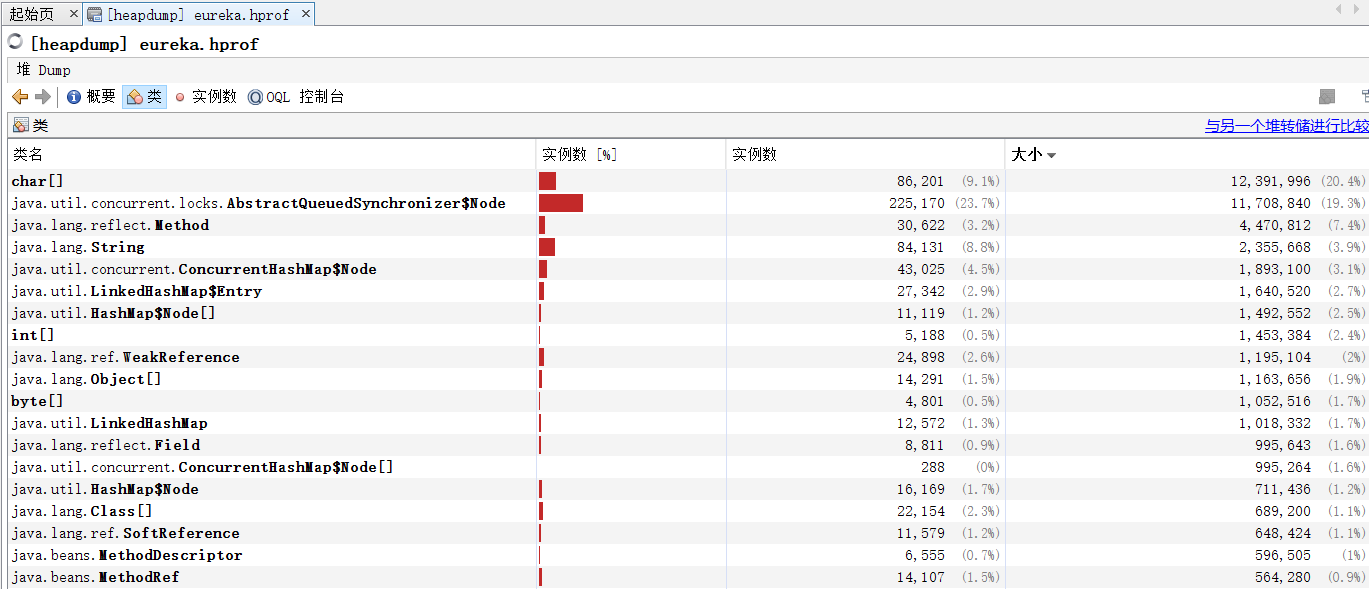 起始页 × [heapdump] eureka.hprof ×
[heapdump] eureka.hprof
堆 Dump
概要 类 实例数 OQL 控制台
类 与另一个堆转储进行比较
类名 实例数 [%] 实例数 大小
char[] 86,201 (9.1%) 12,391,996 (20.4%)
java.util.concurrent.locks.AbstractQueuedSynchronizer$Node 225,170 (23.7%) 11,708,840 (19.3%)
java.lang.reflect.Method 30,622 (3.2%) 4,470,812 (7.4%)
java.lang.String 84,131 (8.8%) 2,355,668 (3.9%)
java.util.concurrent.ConcurrentHashMap$Node 43,025 (4.5%) 1,893,100 (3.1%)
java.util.LinkedHashMap$Entry 27,342 (2.9%) 1,640,520 (2.7%)
java.util.HashMap$Node[] 11,119 (1.2%) 1,492,552 (2.5%)
int[] 5,188 (0.5%) 1,453,384 (2.4%)
java.lang.ref.WeakReference 24,898 (2.6%) 1,195,104 (2%)
java.lang.Object[] 14,291 (1.5%) 1,163,656 (1.9%)
byte[] 4,801 (0.5%) 1,052,516 (1.7%)
java.util.LinkedHashMap 12,572 (1.3%) 1,018,332 (1.7%)
java.lang.reflect.Field 8,811 (0.9%) 995,643 (1.6%)
java.util.concurrent.ConcurrentHashMap$Node[] 288 (0%) 995,264 (1.6%)
java.util.HashMap$Node 16,169 (1.7%) 711,436 (1.2%)
java.lang.Class[] 22,154 (2.3%) 689,200 (1.1%)
java.lang.ref.SoftReference 11,579 (1.2%) 648,424 (1.1%)
java.beans.MethodDescriptor 6,555 (0.7%) 596,505 (1%)
java.beans.MethodRef 14,107 (1.5%) 564,280 (0.9%)